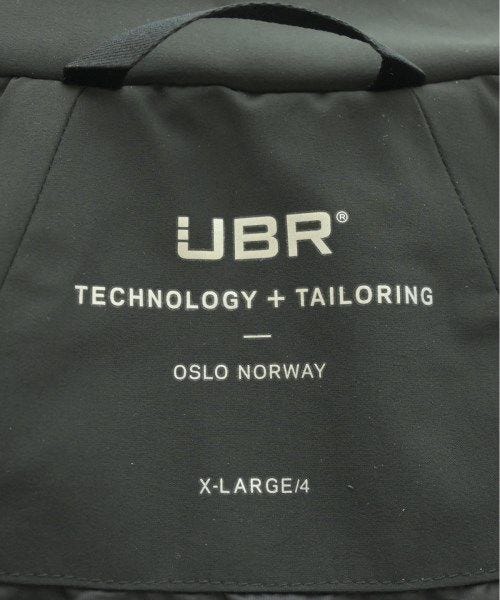 UBR®
TECHNOLOGY + TAILORING
OSLO NORWAY
X-LARGE/4